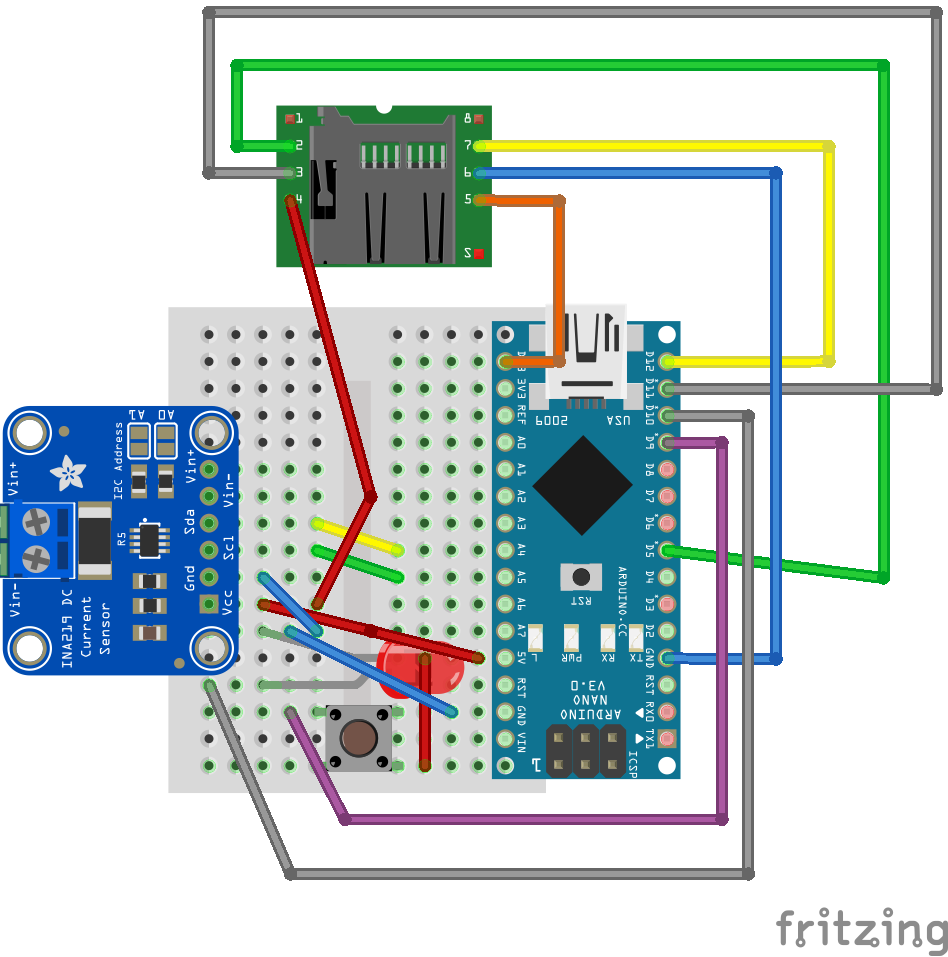 1
2
3
4
8
7
6
5
S
A1
A0
I2C Address
Vin+
Vin-
R5
INA219 DC
Current
Sensor
Vin+
Vin-
Sda
Scl
Gnd
Vcc
3V3
REF
A0
A1
A2
A3
A4
A5
A6
A7
5V
RST
GND
VIN
D12
D11
D10
D9
D8
D7
D6
D5
D4
D3
D2
GND
RST
RX0
TX1
2009
USA
RST
ARDUINO.CC
L
PWR
RX
TX
ARDUINO
NANO
V3.0
1
ICSP
fritzing